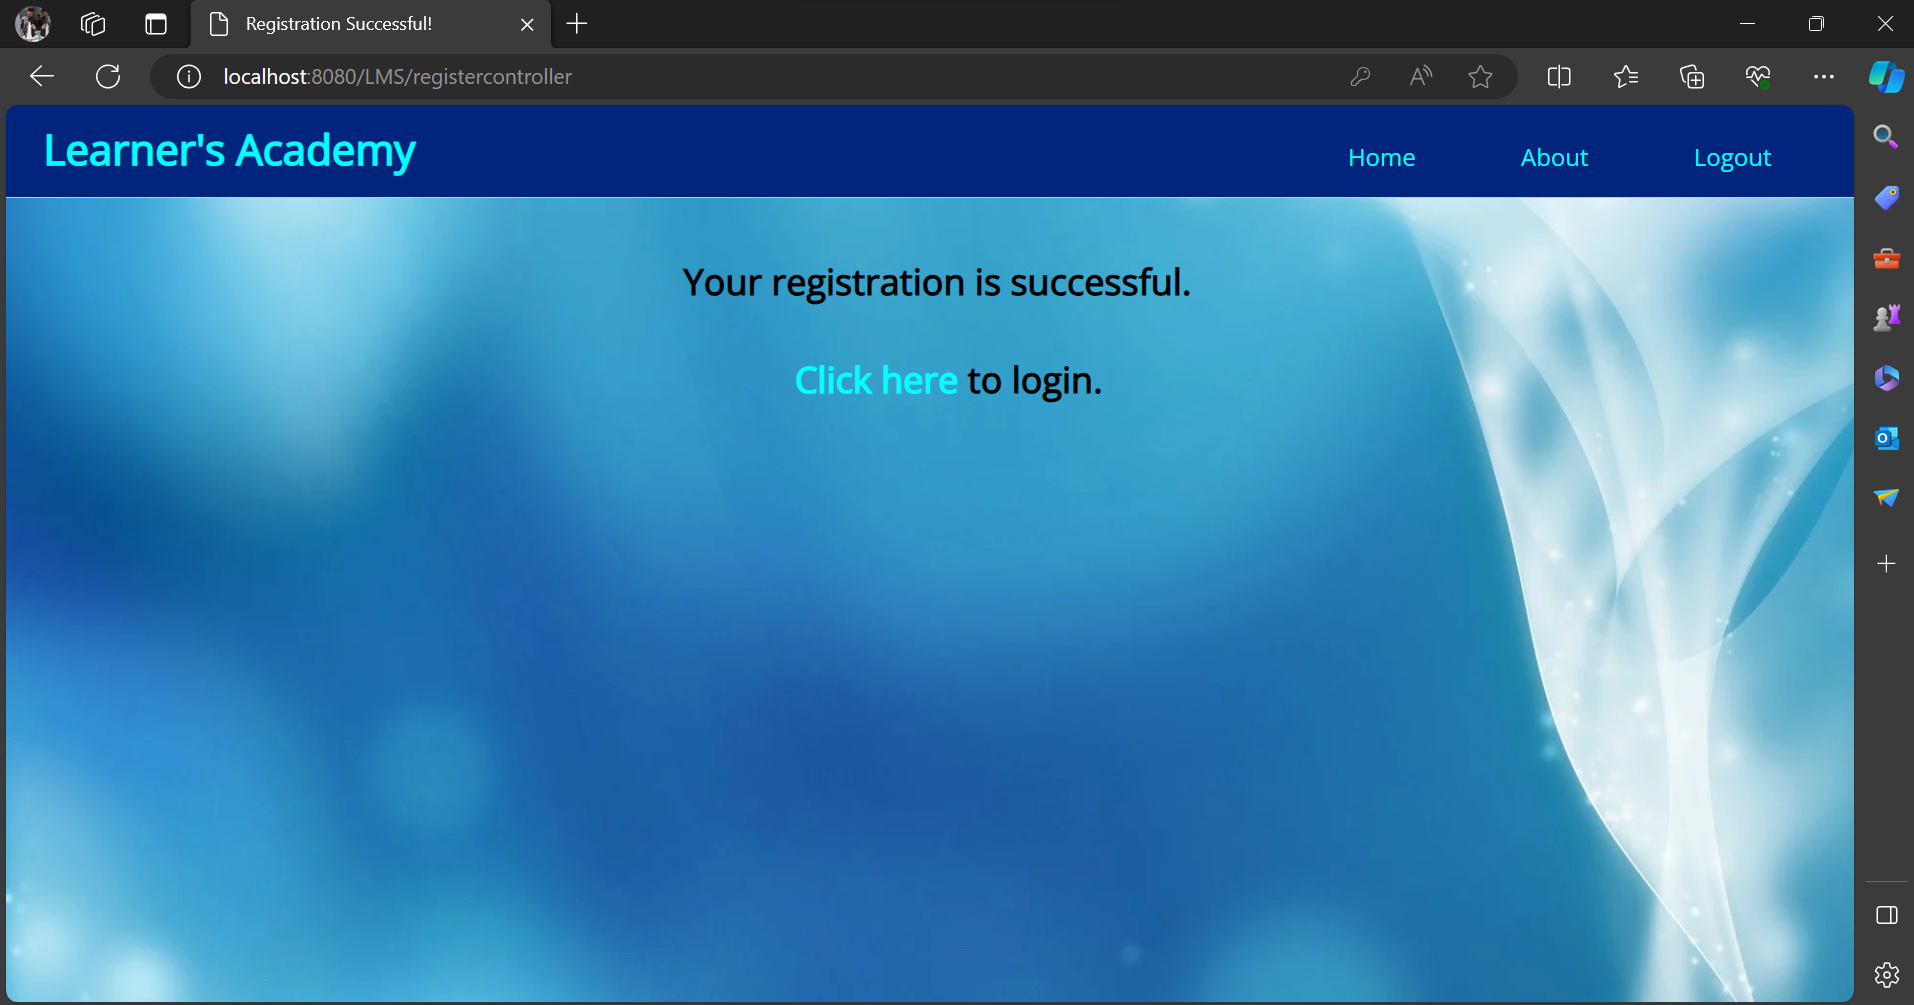 Registration Successful!
localhost:8080/LMS/registercontroller
Learner's Academy
Home About Logout
Your registration is successful.
Click here to login.